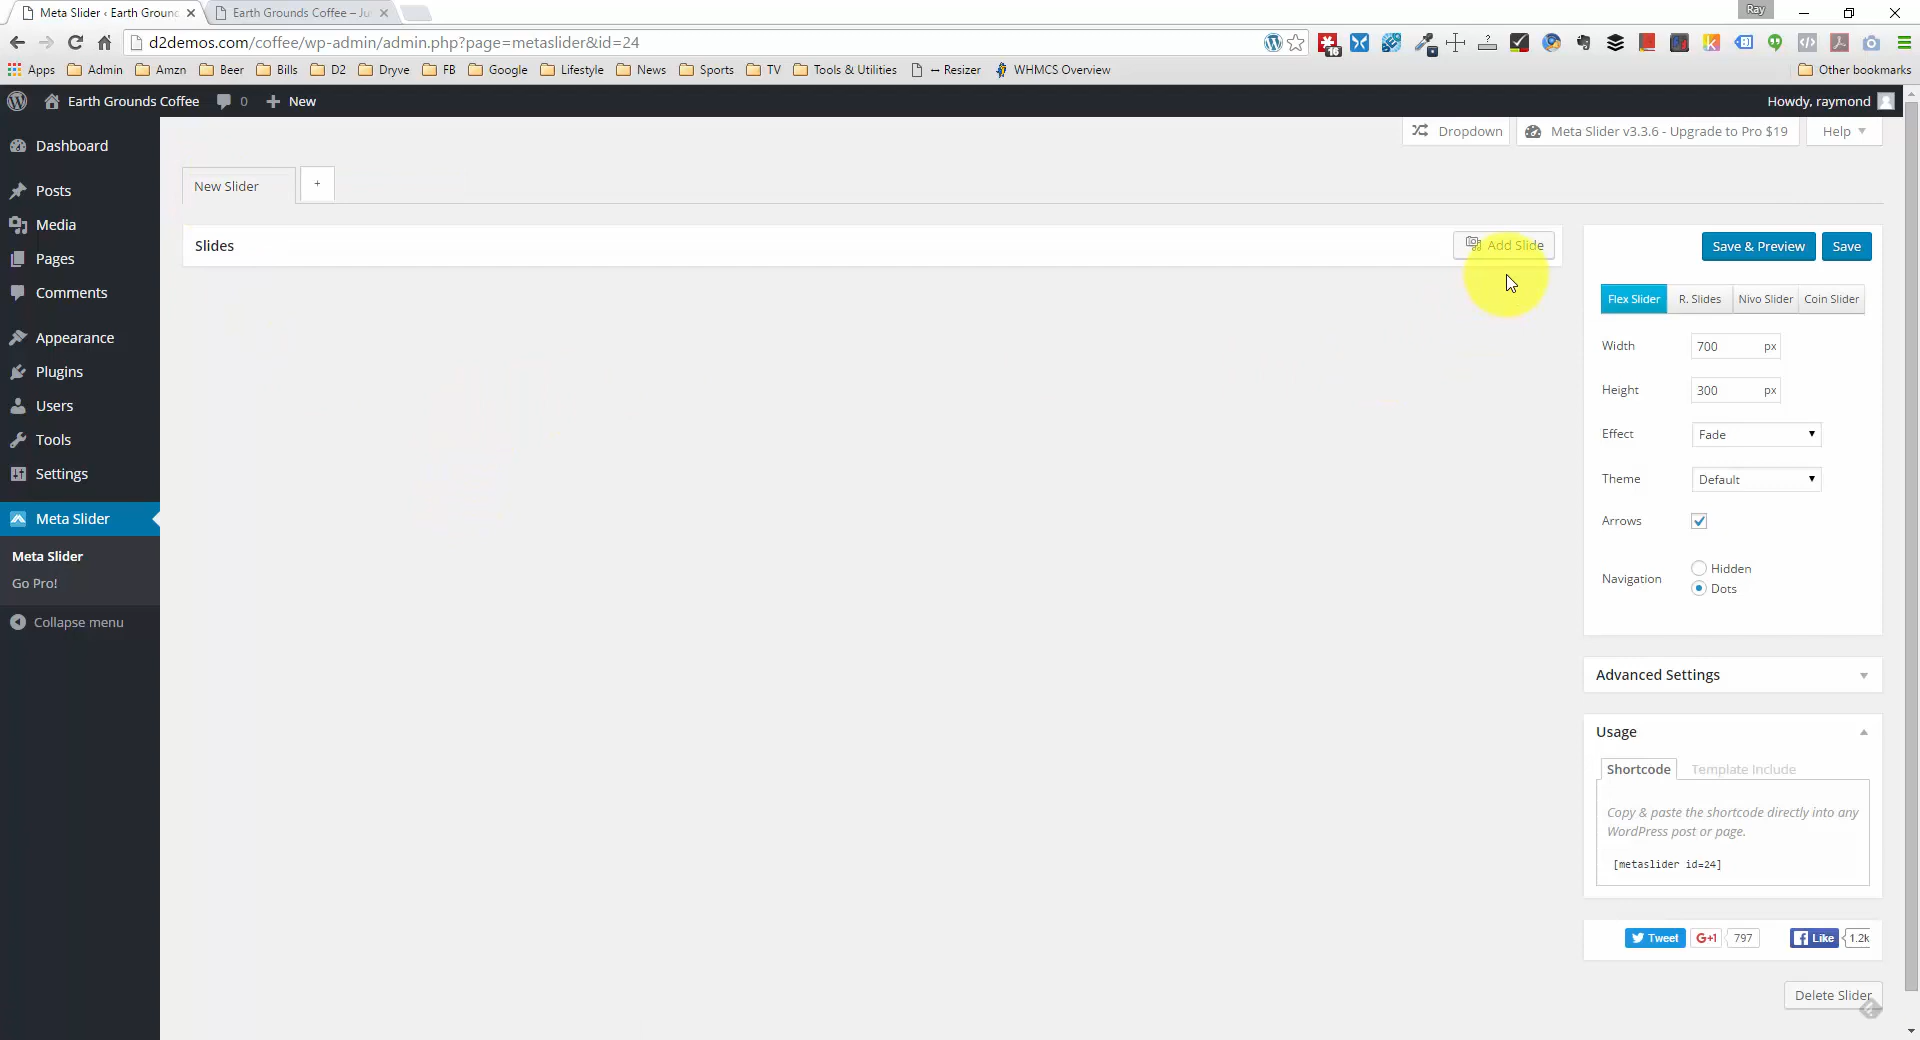 Ray
Meta Slider ‹ Earth Groun
Earth Grounds Coffee – Ju
d2demos.com/coffee/wp-admin/admin.php?page=metaslider&id=24
16
Apps Admin Amzn Beer Bills D2 Dryve FB Google Lifestyle News Sports TV Tools & Utilities ↔ Resizer WHMCS Overview Other bookmarks
Earth Grounds Coffee 0 + New Howdy, raymond
Dropdown Meta Slider v3.3.6 - Upgrade to Pro $19 Help
Dashboard
Posts
Media
Pages
Comments
Appearance
Plugins
Users
Tools
Settings
Meta Slider
Meta Slider
Go Pro!
Collapse menu
New Slider +
Slides Add Slide
Save & Preview Save
Flex Slider R. Slides Nivo Slider Coin Slider
Width 700 px
Height 300 px
Effect Fade
Theme Default
Arrows
Navigation
Hidden
Dots
Advanced Settings
Usage
Shortcode Template Include
Copy & paste the shortcode directly into any
WordPress post or page.
[metaslider id=24]
Tweet G+1 797 Like 1.2k
Delete Slider